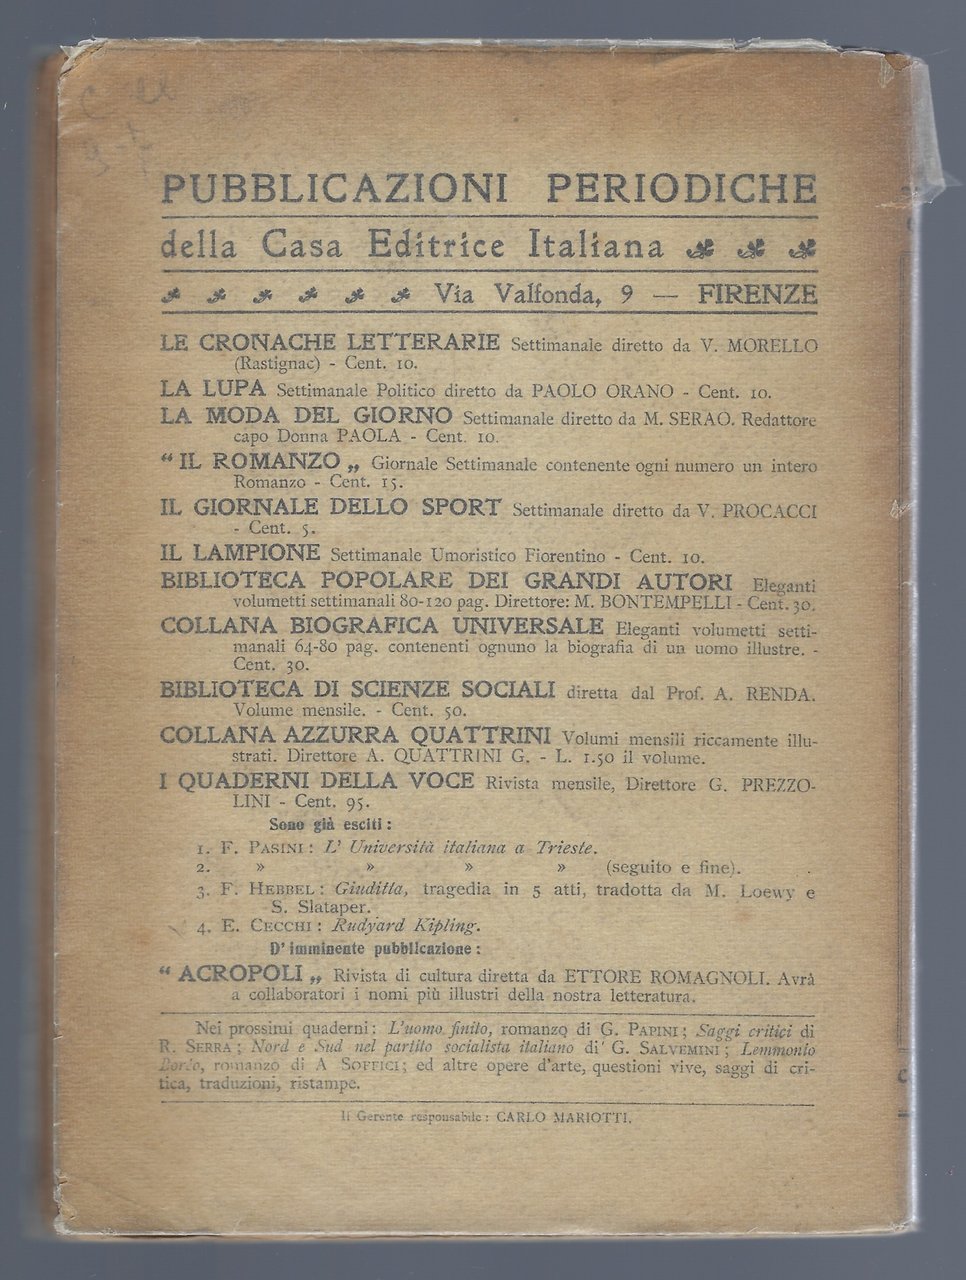 PUBBLICAZIONI PERIODICHE
della Casa Editrice Italiana
Via Valfonda, 9 — FIRENZE
LE CRONACHE LETTERARIE Settimanale diretto da V. MORELLO
(Rastignac) - Cent. 10.
LA LUPA Settimanale Politico diretto da PAOLO ORANO - Cent. 10.
LA MODA DEL GIORNO Settimanale diretto da M. SERAO. Redattore
capo Donna PAOLA - Cent. 10.
“ IL ROMANZO „ Giornale Settimanale contenente ogni numero un intero
Romanzo - Cent. 15.
IL GIORNALE DELLO SPORT Settimanale diretto da V. PROCACCI
- Cent. 5.
IL LAMPIONE Settimanale Umoristico Fiorentino - Cent. 10.
BIBLIOTECA POPOLARE DEI GRANDI AUTORI Eleganti
volumetti settimanali 80-120 pag. Direttore: M. BONTEMPELLI - Cent. 30.
COLLANA BIOGRAFICA UNIVERSALE Eleganti volumetti setti-
manali 64-80 pag. contenenti ognuno la biografia di un uomo illustre. -
Cent. 30.
BIBLIOTECA DI SCIENZE SOCIALI diretta dal Prof. A. RENDA.
Volume mensile. - Cent. 50.
COLLANA AZZURRA QUATTRINI Volumi mensili riccamente illu-
strati. Direttore A. QUATTRINI G. - L. 1.50 il volume.
I QUADERNI DELLA VOCE Rivista mensile, Direttore G. PREZZO-
LINI - Cent. 95.
Sono già esciti :
1. F. PASINI : L' Università italiana a Trieste.
2. » » » » (seguito e fine).
3. F. HEBBEL : Giuditta, tragedia in 5 atti, tradotta da M. Loewy e
S. Slataper.
4. E. CECCHI : Rudyard Kipling.
D' imminente pubblicazione :
“ ACROPOLI „ Rivista di cultura diretta da ETTORE ROMAGNOLI. Avrà
a collaboratori i nomi più illustri della nostra letteratura.
Nei prossimi quaderni : L'uomo finito, romanzo di G. PAPINI ; Saggi critici di
R. SERRA ; Nord e Sud nel partito socialista italiano di G. SALVEMINI ; Lemmonio
Boreo, romanzo di A SOFFICI ; ed altre opere d'arte, questioni vive, saggi di cri-
tica, traduzioni, ristampe.
Il Gerente responsabile : CARLO MARIOTTI.